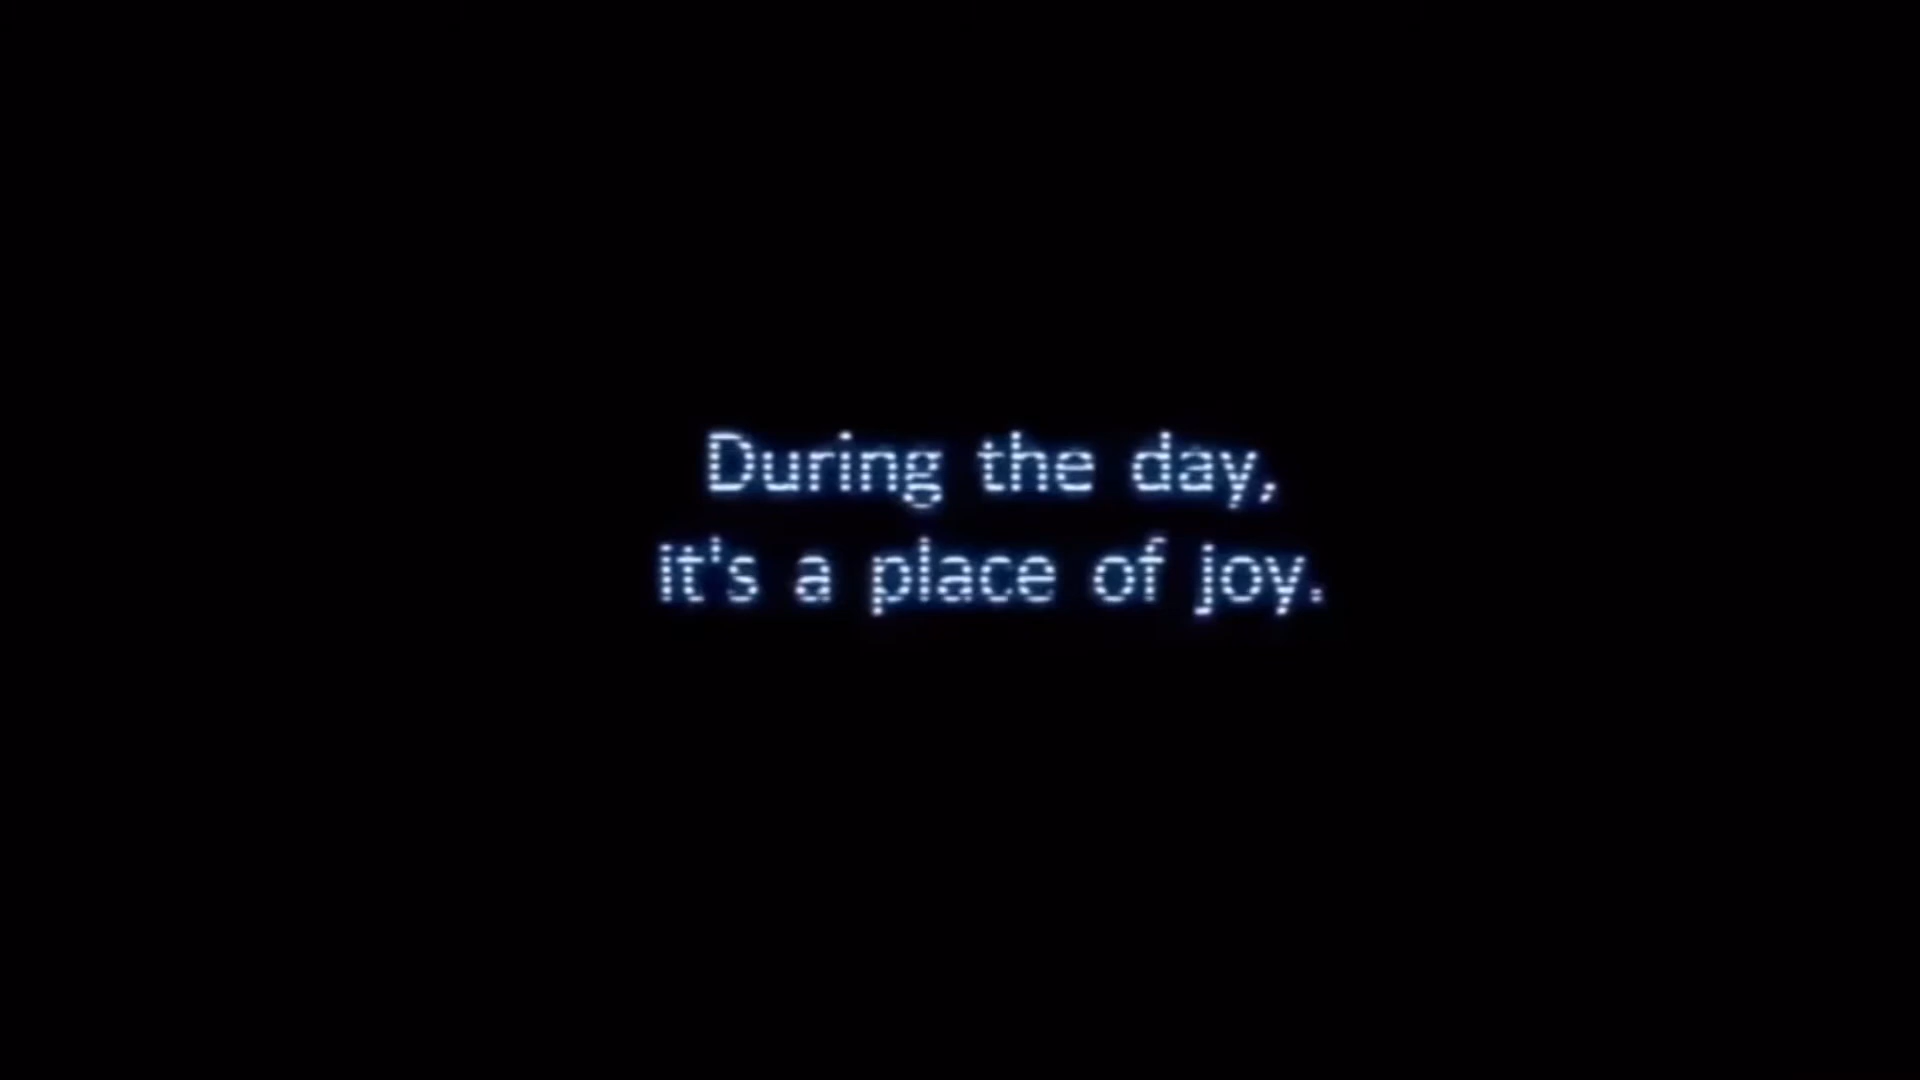 During the day,
it's a place of joy.